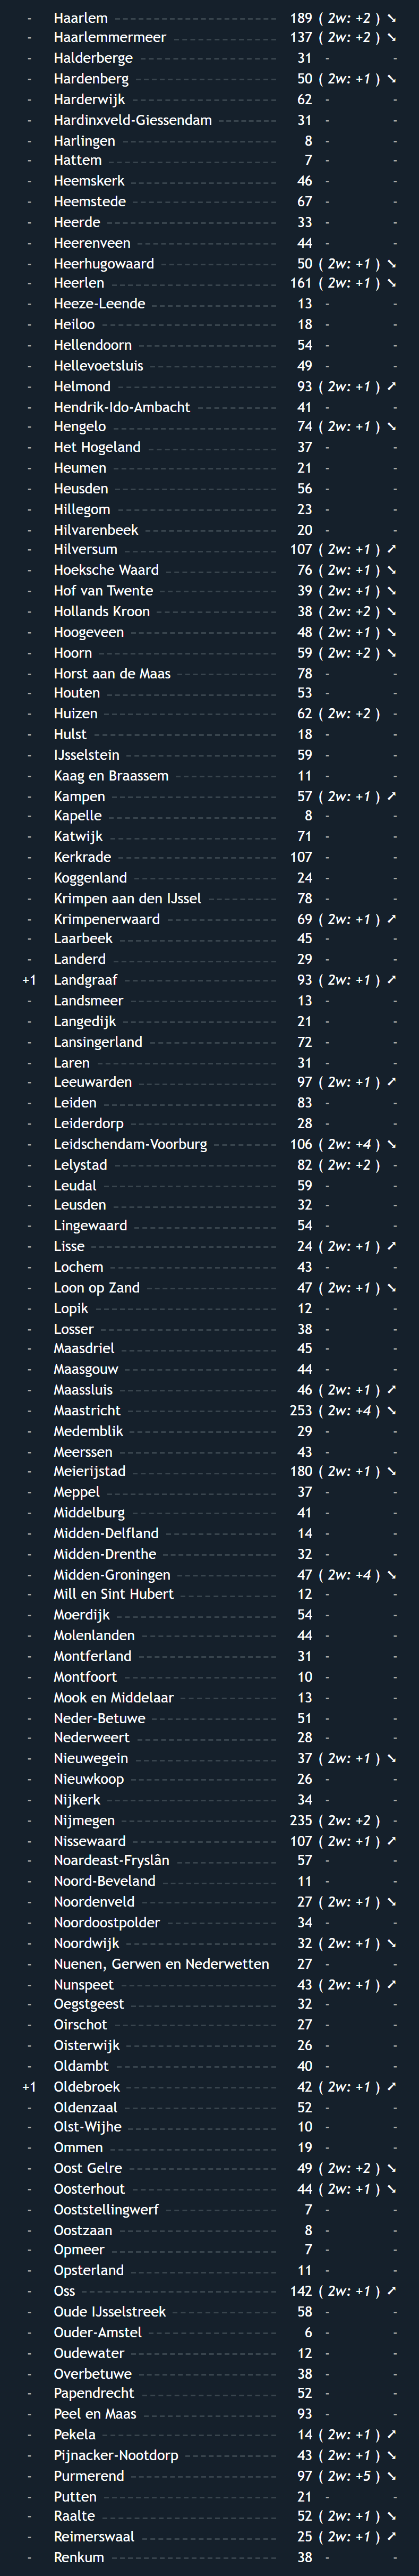 - Haarlem 189 ( 2w: +2 ) ➘
- Haarlemmermeer 137 ( 2w: +2 ) ➘
- Halderberge 31 - -
- Hardenberg 50 ( 2w: +1 ) ➘
- Harderwijk 62 - -
- Hardinxveld-Giessendam 31 - -
- Harlingen 8 - -
- Hattem 7 - -
- Heemskerk 46 - -
- Heemstede 67 - -
- Heerde 33 - -
- Heerenveen 44 - -
- Heerhugowaard 50 ( 2w: +1 ) ➘
- Heerlen 161 ( 2w: +1 ) ➘
- Heeze-Leende 13 - -
- Heiloo 18 - -
- Hellendoorn 54 - -
- Hellevoetsluis 49 - -
- Helmond 93 ( 2w: +1 ) ➚
- Hendrik-Ido-Ambacht 41 - -
- Hengelo 74 ( 2w: +1 ) ➘
- Het Hogeland 37 - -
- Heumen 21 - -
- Heusden 56 - -
- Hillegom 23 - -
- Hilvarenbeek 20 - -
- Hilversum 107 ( 2w: +1 ) ➚
- Hoeksche Waard 76 ( 2w: +1 ) ➘
- Hof van Twente 39 ( 2w: +1 ) ➘
- Hollands Kroon 38 ( 2w: +2 ) ➘
- Hoogeveen 48 ( 2w: +1 ) ➘
- Hoorn 59 ( 2w: +2 ) ➘
- Horst aan de Maas 78 - -
- Houten 53 - -
- Huizen 62 ( 2w: +2 ) -
- Hulst 18 - -
- IJsselstein 59 - -
- Kaag en Braassem 11 - -
- Kampen 57 ( 2w: +1 ) ➚
- Kapelle 8 - -
- Katwijk 71 - -
- Kerkrade 107 - -
- Koggenland 24 - -
- Krimpen aan den IJssel 78 - -
- Krimpenerwaard 69 ( 2w: +1 ) ➚
- Laarbeek 45 - -
- Landerd 29 - -
+1 Landgraaf 93 ( 2w: +1 ) ➚
- Landsmeer 13 - -
- Langedijk 21 - -
- Lansingerland 72 - -
- Laren 31 - -
- Leeuwarden 97 ( 2w: +1 ) ➚
- Leiden 83 - -
- Leiderdorp 28 - -
- Leidschendam-Voorburg 106 ( 2w: +4 ) ➘
- Lelystad 82 ( 2w: +2 ) -
- Leudal 59 - -
- Leusden 32 - -
- Lingewaard 54 - -
- Lisse 24 ( 2w: +1 ) ➚
- Lochem 43 - -
- Loon op Zand 47 ( 2w: +1 ) ➘
- Lopik 12 - -
- Losser 38 - -
- Maasdriel 45 - -
- Maasgouw 44 - -
- Maassluis 46 ( 2w: +1 ) ➚
- Maastricht 253 ( 2w: +4 ) ➘
- Medemblik 29 - -
- Meerssen 43 - -
- Meierijstad 180 ( 2w: +1 ) ➘
- Meppel 37 - -
- Middelburg 41 - -
- Midden-Delfland 14 - -
- Midden-Drenthe 32 - -
- Midden-Groningen 47 ( 2w: +4 ) ➘
- Mill en Sint Hubert 12 - -
- Moerdijk 54 - -
- Molenlanden 44 - -
- Montferland 31 - -
- Montfoort 10 - -
- Mook en Middelaar 13 - -
- Neder-Betuwe 51 - -
- Nederweert 28 - -
- Nieuwegein 37 ( 2w: +1 ) ➘
- Nieuwkoop 26 - -
- Nijkerk 34 - -
- Nijmegen 235 ( 2w: +2 ) -
- Nissewaard 107 ( 2w: +1 ) ➚
- Noardeast-Fryslân 57 - -
- Noord-Beveland 11 - -
- Noordenveld 27 ( 2w: +1 ) ➘
- Noordoostpolder 34 - -
- Noordwijk 32 ( 2w: +1 ) ➘
- Nuenen, Gerwen en Nederwetten 27 - -
- Nunspeet 43 ( 2w: +1 ) ➚
- Oegstgeest 32 - -
- Oirschot 27 - -
- Oisterwijk 26 - -
- Oldambt 40 - -
+1 Oldebroek 42 ( 2w: +1 ) ➚
- Oldenzaal 52 - -
- Olst-Wijhe 10 - -
- Ommen 19 - -
- Oost Gelre 49 ( 2w: +2 ) ➘
- Oosterhout 44 ( 2w: +1 ) ➘
- Ooststellingwerf 7 - -
- Oostzaan 8 - -
- Opmeer 7 - -
- Opsterland 11 - -
- Oss 142 ( 2w: +1 ) ➚
- Oude IJsselstreek 58 - -
- Ouder-Amstel 6 - -
- Oudewater 12 - -
- Overbetuwe 38 - -
- Papendrecht 52 - -
- Peel en Maas 93 - -
- Pekela 14 ( 2w: +1 ) ➚
- Pijnacker-Nootdorp 43 ( 2w: +1 ) ➘
- Purmerend 97 ( 2w: +5 ) ➘
- Putten 21 - -
- Raalte 52 ( 2w: +1 ) ➘
- Reimerswaal 25 ( 2w: +1 ) ➚
- Renkum 38 - -